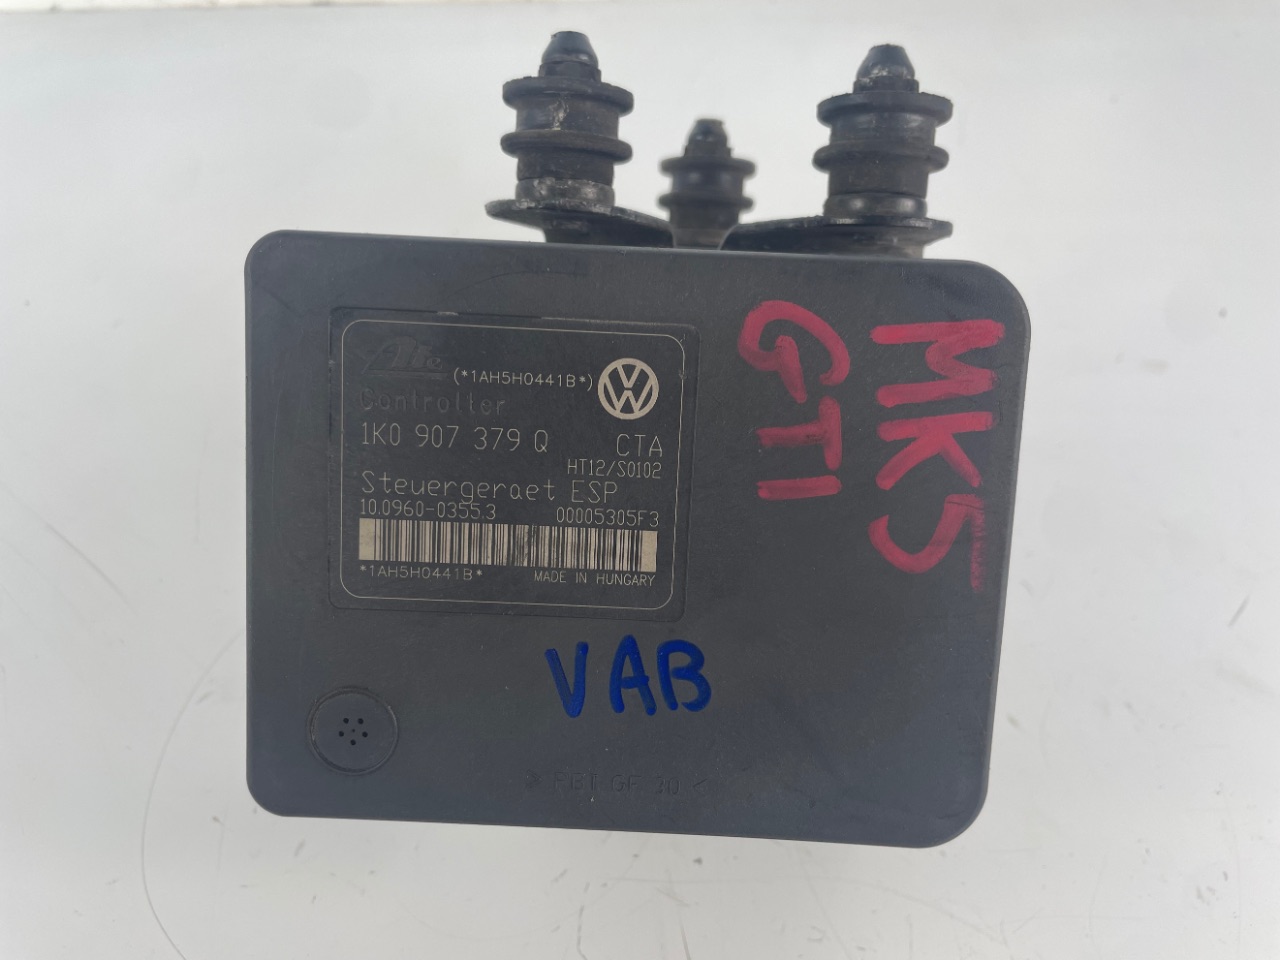 Ate
(*1AH5H0441B*)
Controller
1K0 907 379 Q CTA
HT12/S0102
Steuergeraet ESP
10.0960-0355.3 00005305F3
*1AH5H0441B* MADE IN HUNGARY
GTI
MK5
VAB